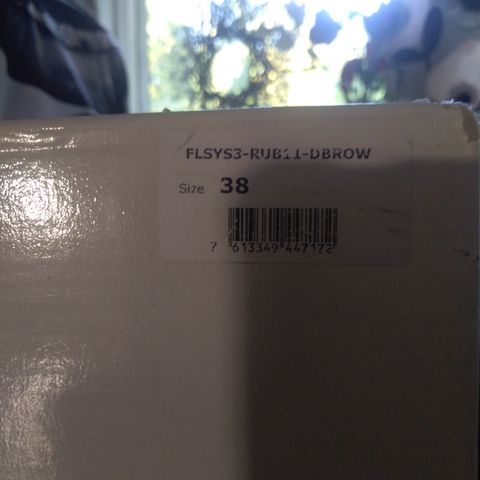 FLSYS3-RUB11-DBROW
Size 38
7 613349 447172